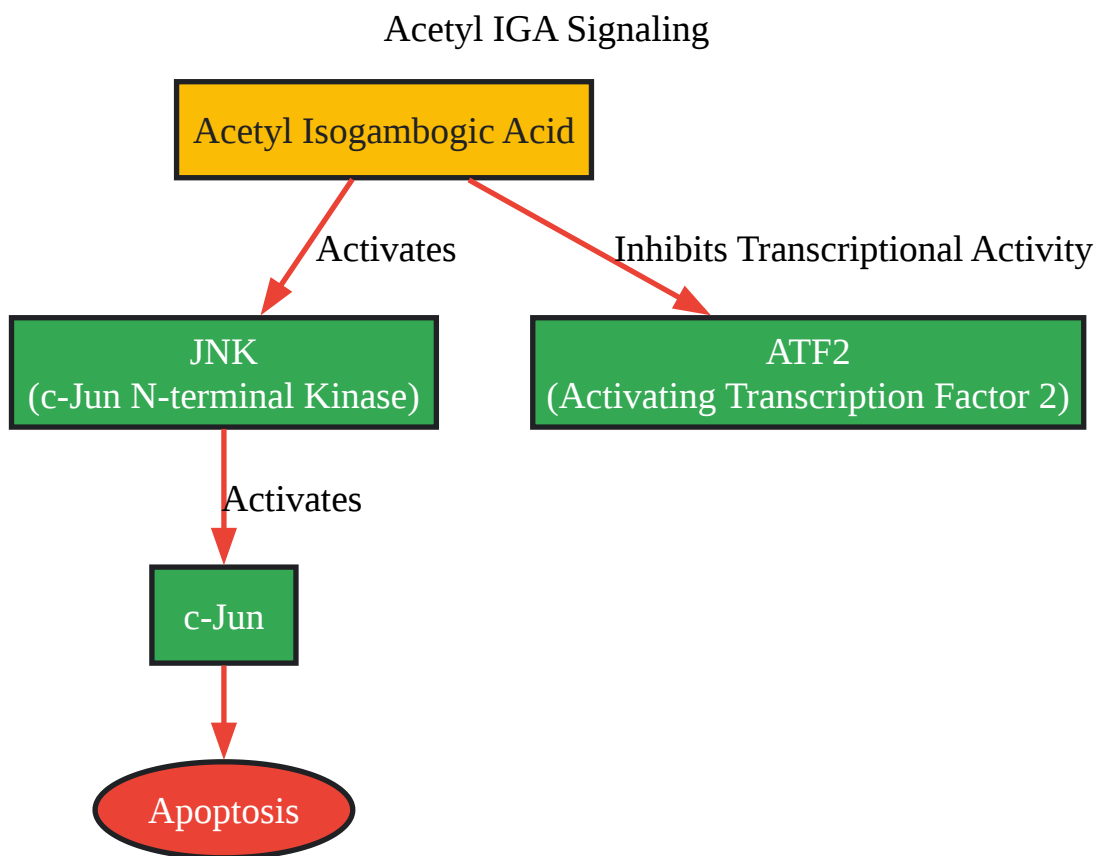 Acetyl IGA Signaling
Acetyl Isogambogic Acid
Activates
Inhibits Transcriptional Activity
JNK
(c-Jun N-terminal Kinase)
ATF2
(Activating Transcription Factor 2)
Activates
c-Jun
Apoptosis